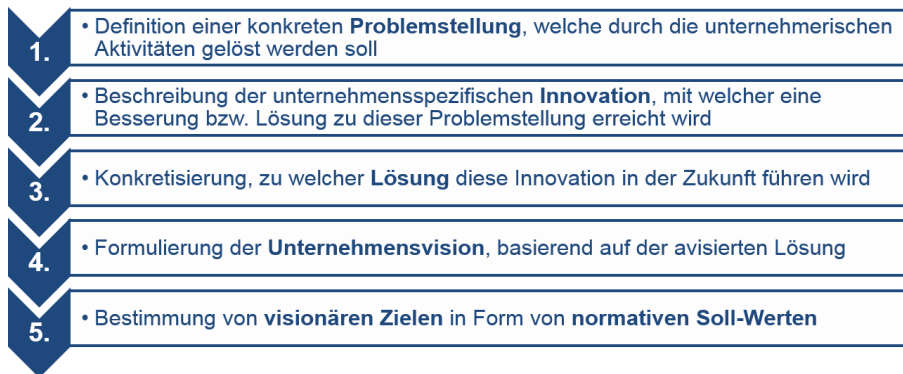 1.
• Definition einer konkreten Problemstellung, welche durch die unternehmerischen
Aktivitäten gelöst werden soll
2.
• Beschreibung der unternehmensspezifischen Innovation, mit welcher eine
Besserung bzw. Lösung zu dieser Problemstellung erreicht wird
3.
• Konkretisierung, zu welcher Lösung diese Innovation in der Zukunft führen wird
4.
• Formulierung der Unternehmensvision, basierend auf der avisierten Lösung
5.
• Bestimmung von visionären Zielen in Form von normativen Soll-Werten